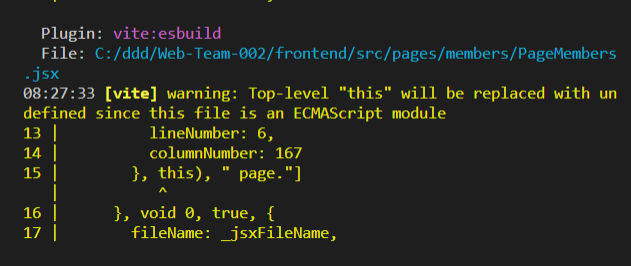 Plugin: vite:esbuild
File: C:/ddd/Web-Team-002/frontend/src/pages/members/PageMembers
.jsx
08:27:33 [vite] warning: Top-level "this" will be replaced with un
defined since this file is an ECMAScript module
13 |           lineNumber: 6,
14 |           columnNumber: 167
15 |         }, this), " page."]
   |            ^
16 |       }, void 0, true, {
17 |         fileName: _jsxFileName,